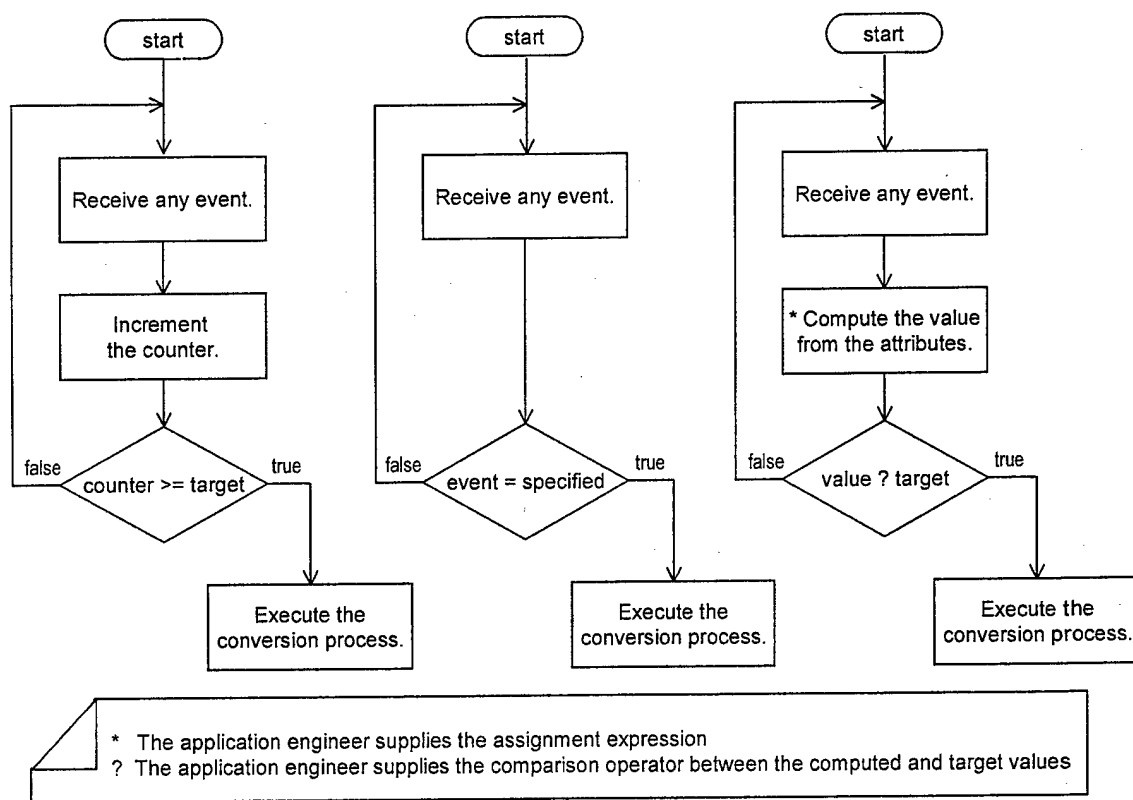 start
Receive any event.
Increment
the counter.
false
true
counter >= target
Execute the
conversion process.
start
Receive any event.
false
true
event = specified
Execute the
conversion process.
start
Receive any event.
* Compute the value
from the attributes.
false
true
value ? target
Execute the
conversion process.
* The application engineer supplies the assignment expression
? The application engineer supplies the comparison operator between the computed and target values